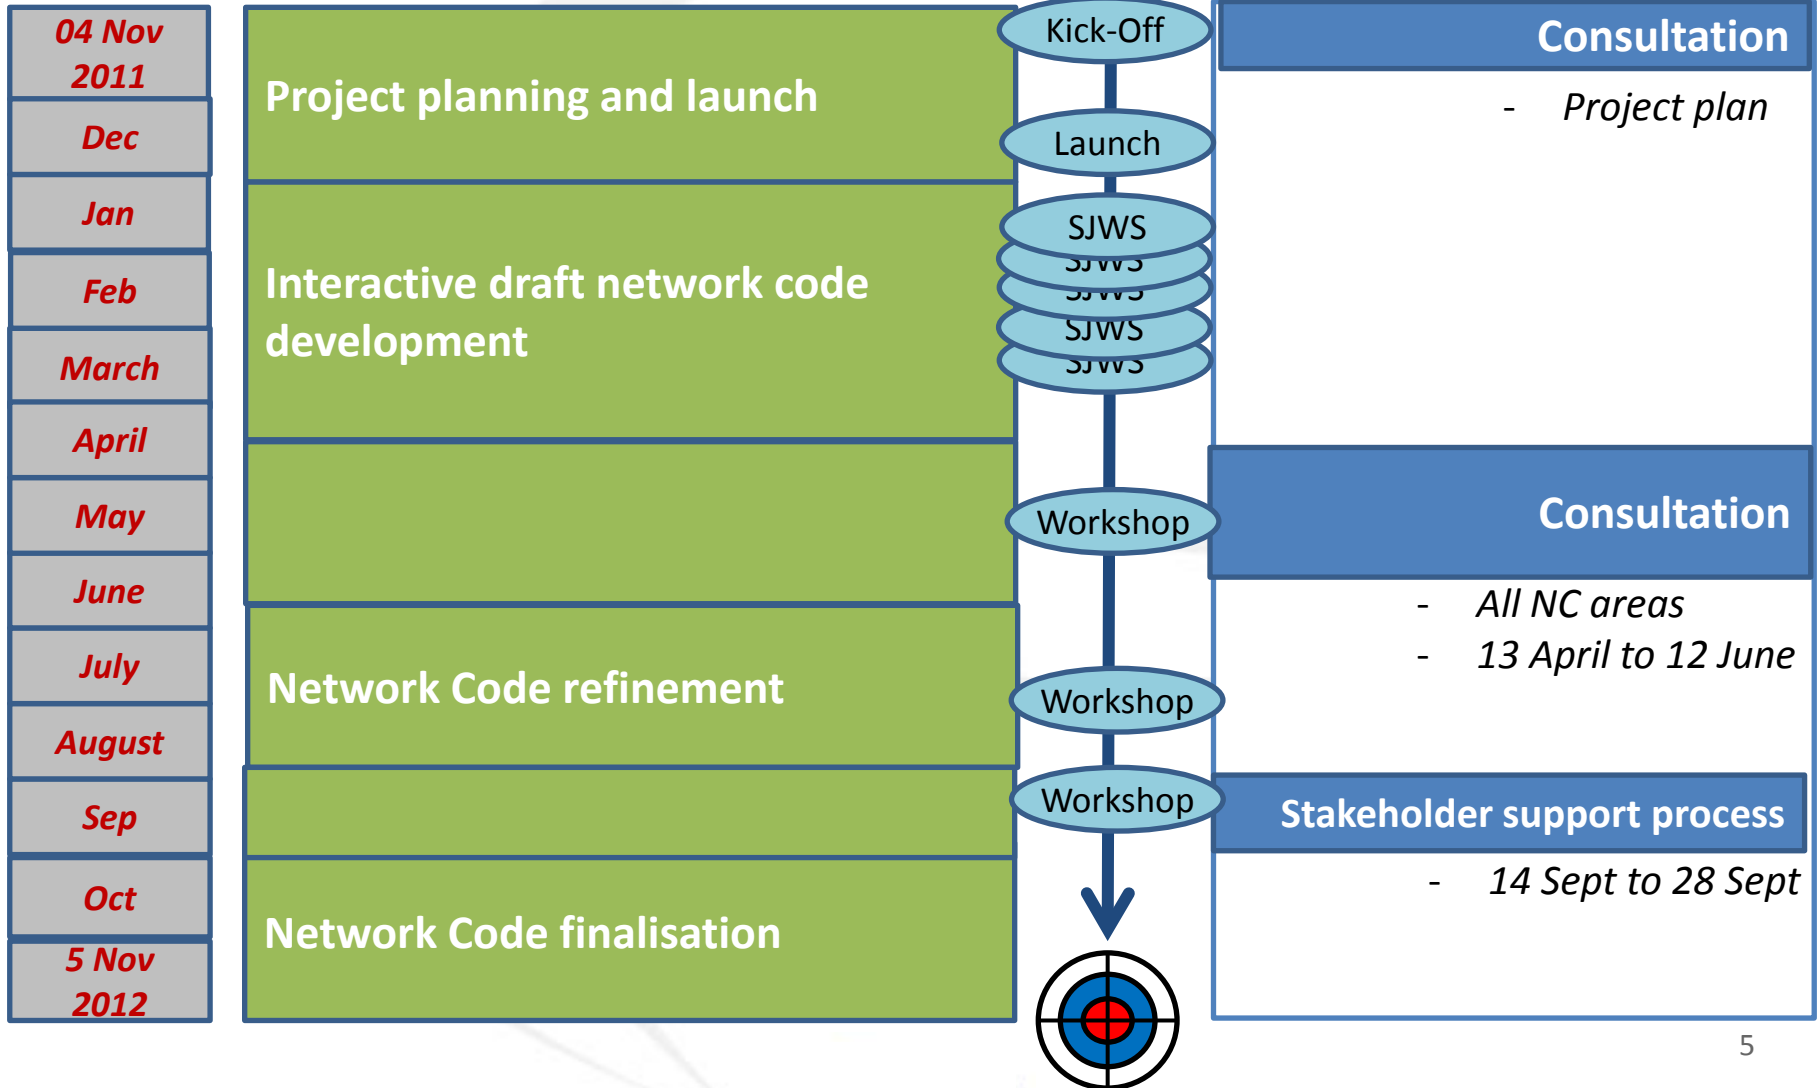 04 Nov
2011
Dec
Jan
Feb
March
April
May
June
July
August
Sep
Oct
5 Nov
2012
Project planning and launch
Interactive draft network code
development
Network Code refinement
Network Code finalisation
Kick-Off
Launch
SJWS
SJWS
SJWS
SJWS
SJWS
Workshop
Workshop
Workshop
Consultation
- Project plan
Consultation
- All NC areas
- 13 April to 12 June
Stakeholder support process
- 14 Sept to 28 Sept
5